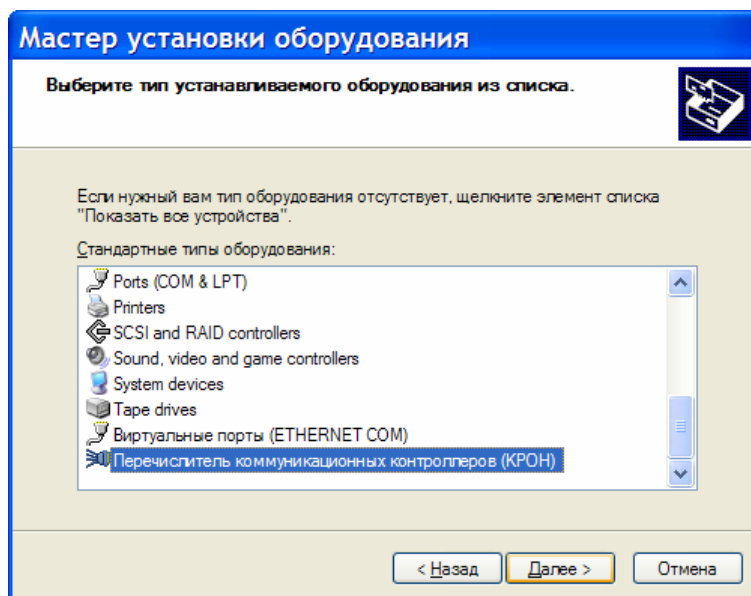 Мастер установки оборудования
Выберите тип устанавливаемого оборудования из списка.
Если нужный вам тип оборудования отсутствует, щелкните элемент списка
"Показать все устройства".
Стандартные типы оборудования:
Ports (COM & LPT)
Printers
SCSI and RAID controllers
Sound, video and game controllers
System devices
Tape drives
Виртуальные порты (ETHERNET COM)
Перечислитель коммуникационных контроллеров (КРОН)
< Назад Далее > Отмена